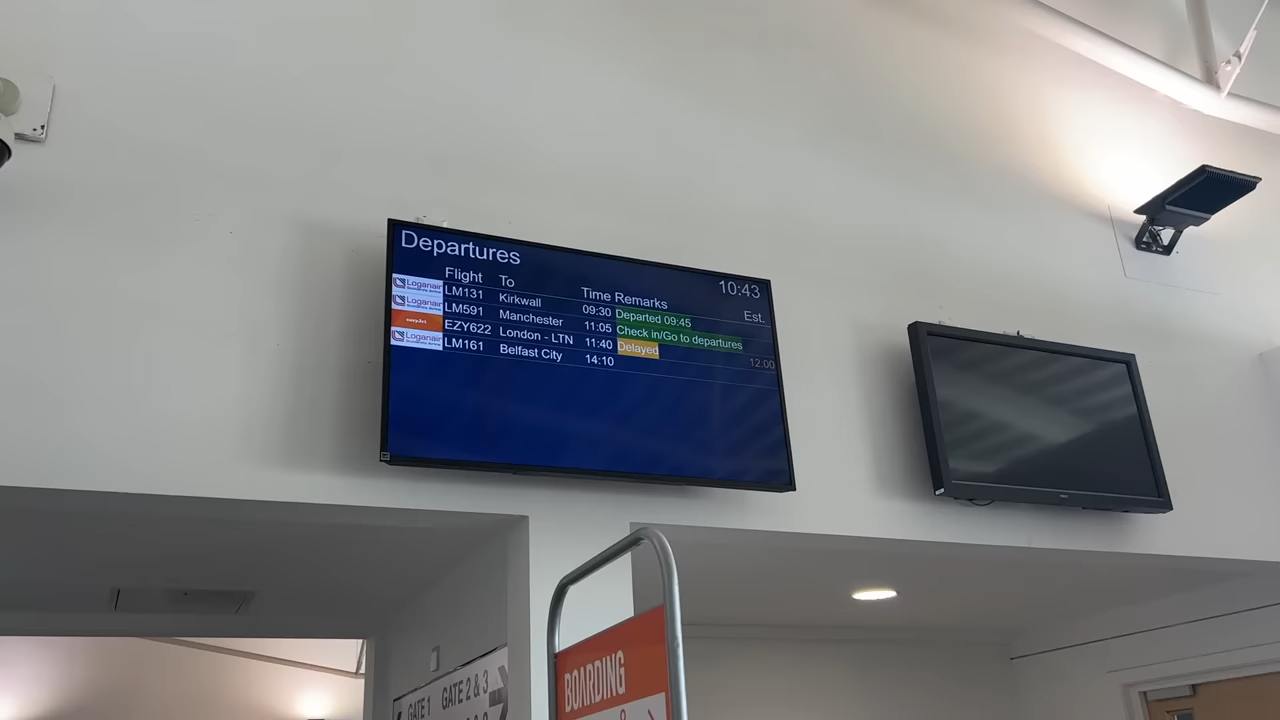 Departures
10:43
Flight To Time Remarks Est.
Loganair LM131 Kirkwall 09:30 Departed 09:45
Loganair LM591 Manchester 11:05 Check in/Go to departures
easyJet EZY622 London - LTN 11:40 Delayed 12:00
Loganair LM161 Belfast City 14:10
BOARDING
GATE 1 GATE 2 & 3